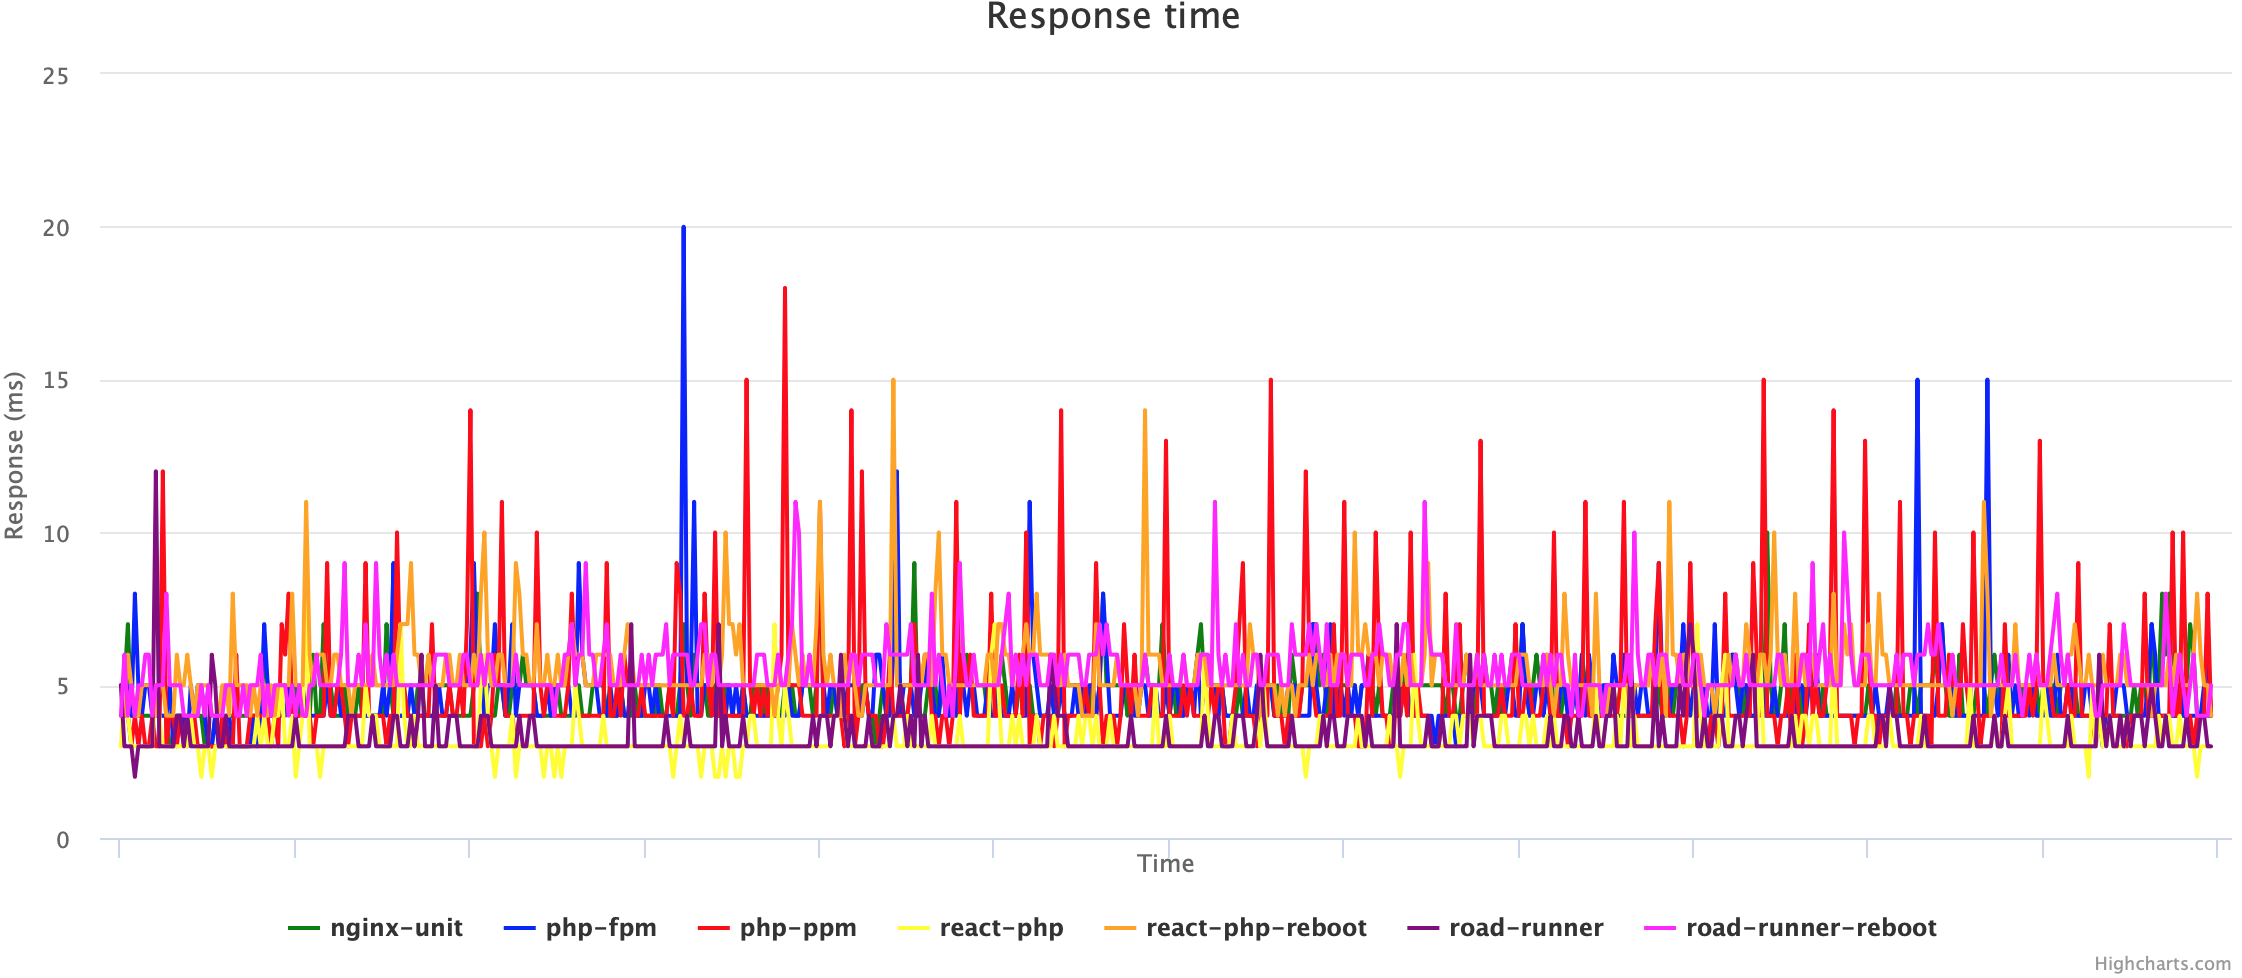 Response time
25
20
15
10
5
0
Response (ms)
Time
nginx-unit php-fpm php-ppm react-php react-php-reboot road-runner road-runner-reboot
Highcharts.com